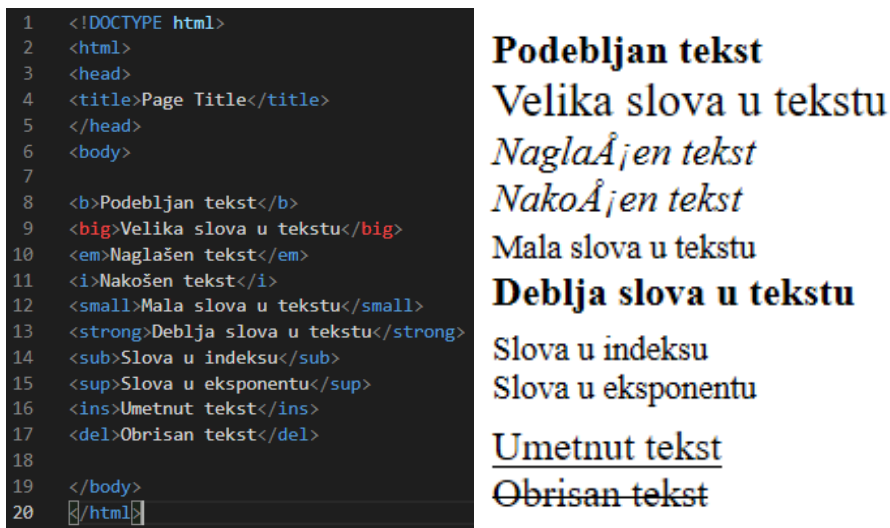 1 <!DOCTYPE html>
2 <html>
3 <head>
4 <title>Page Title</title>
5 </head>
6 <body>
7
8 <b>Podebljan tekst</b>
9 <big>Velika slova u tekstu</big>
10 <em>Naglašen tekst</em>
11 <i>Nakošen tekst</i>
12 <small>Mala slova u tekstu</small>
13 <strong>Deblja slova u tekstu</strong>
14 <sub>Slova u indeksu</sub>
15 <sup>Slova u eksponentu</sup>
16 <ins>Umetnut tekst</ins>
17 <del>Obrisan tekst</del>
18
19 </body>
20 </html>
Podebljan tekst
Velika slova u tekstu
NaglaÅ¡en tekst
NakoÅ¡en tekst
Mala slova u tekstu
Deblja slova u tekstu
Slova u indeksu
Slova u eksponentu
Umetnut tekst
Obrisan tekst